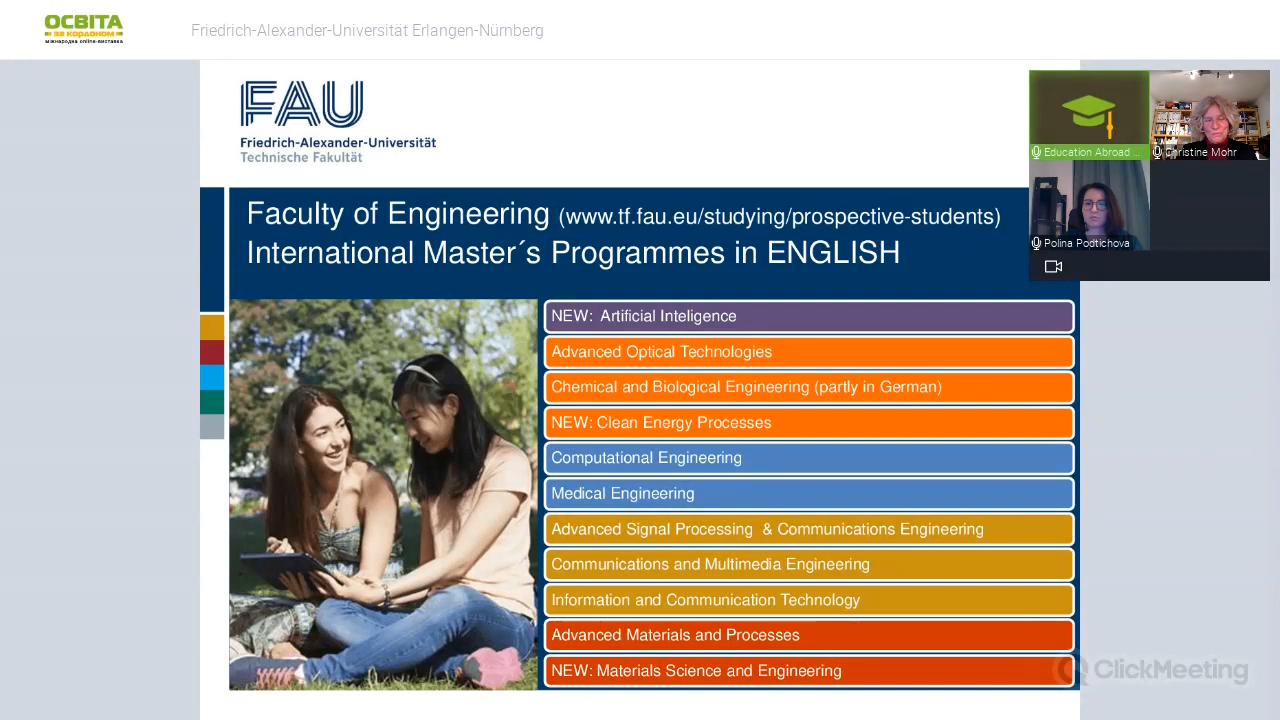 ОСВІТА
ЗА КОРДОНОМ
міжнародна online-виставка
Friedrich-Alexander-Universität Erlangen-Nürnberg
FAU
Friedrich-Alexander-Universität
Technische Fakultät
Education Abroad ...
Christine Mohr
Polina Podtichova
Faculty of Engineering (www.tf.fau.eu/studying/prospective-students)
International Master´s Programmes in ENGLISH
NEW: Artificial Inteligence
Advanced Optical Technologies
Chemical and Biological Engineering (partly in German)
NEW: Clean Energy Processes
Computational Engineering
Medical Engineering
Advanced Signal Processing & Communications Engineering
Communications and Multimedia Engineering
Information and Communication Technology
Advanced Materials and Processes
NEW: Materials Science and Engineering
ClickMeeting